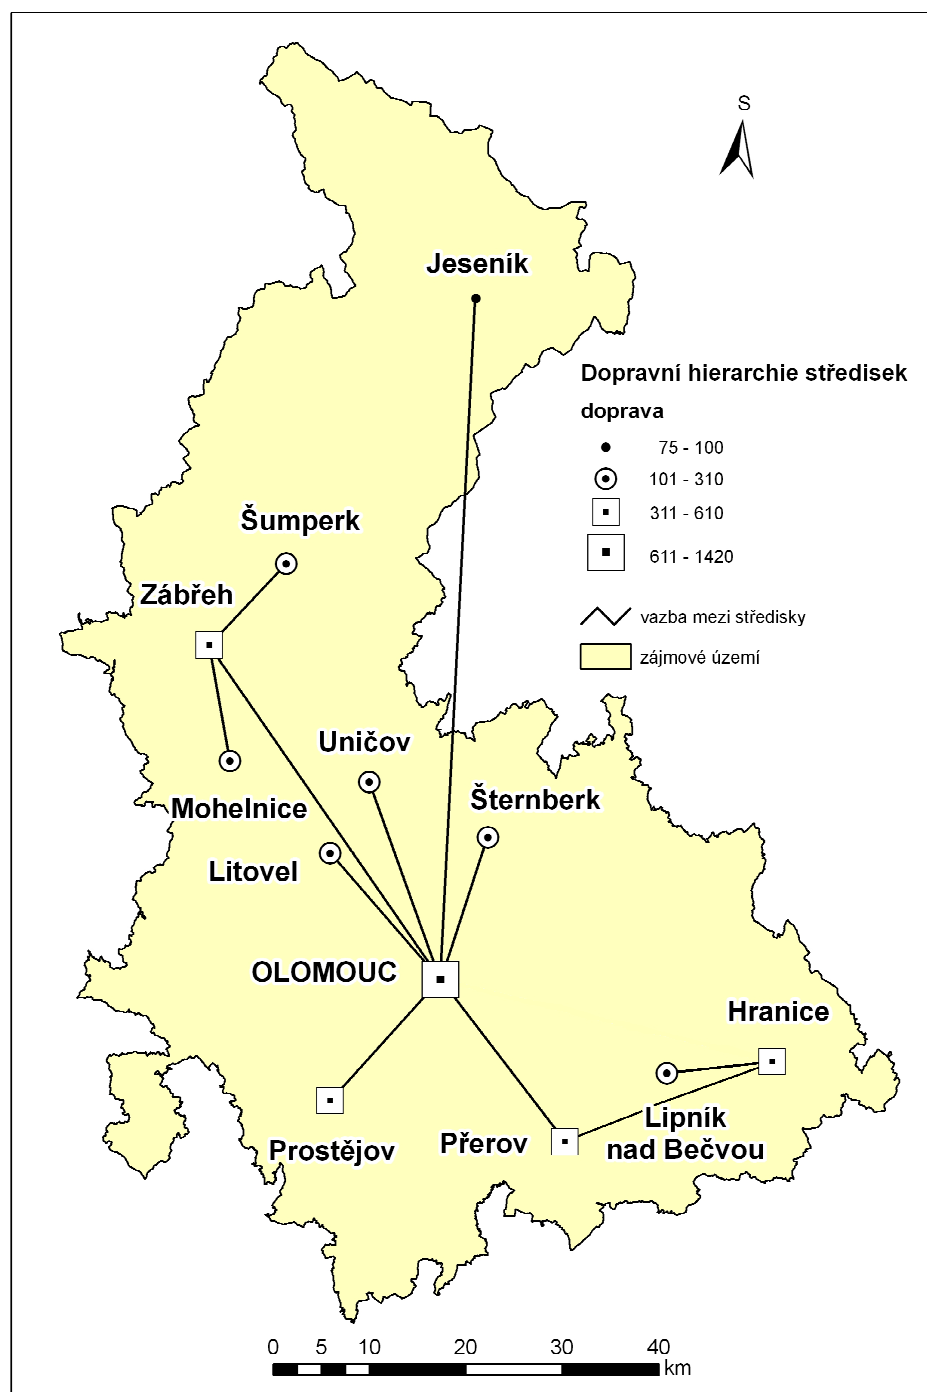 S
Jeseník
Dopravní hierarchie středisek
doprava
75 - 100
101 - 310
311 - 610
611 - 1420
vazba mezi středisky
zájmové území
Šumperk
Zábřeh
Uničov
Mohelnice
Šternberk
Litovel
OLOMOUC
Hranice
Lipník
nad Bečvou
Přerov
Prostějov
0 5 10 20 30 40
km